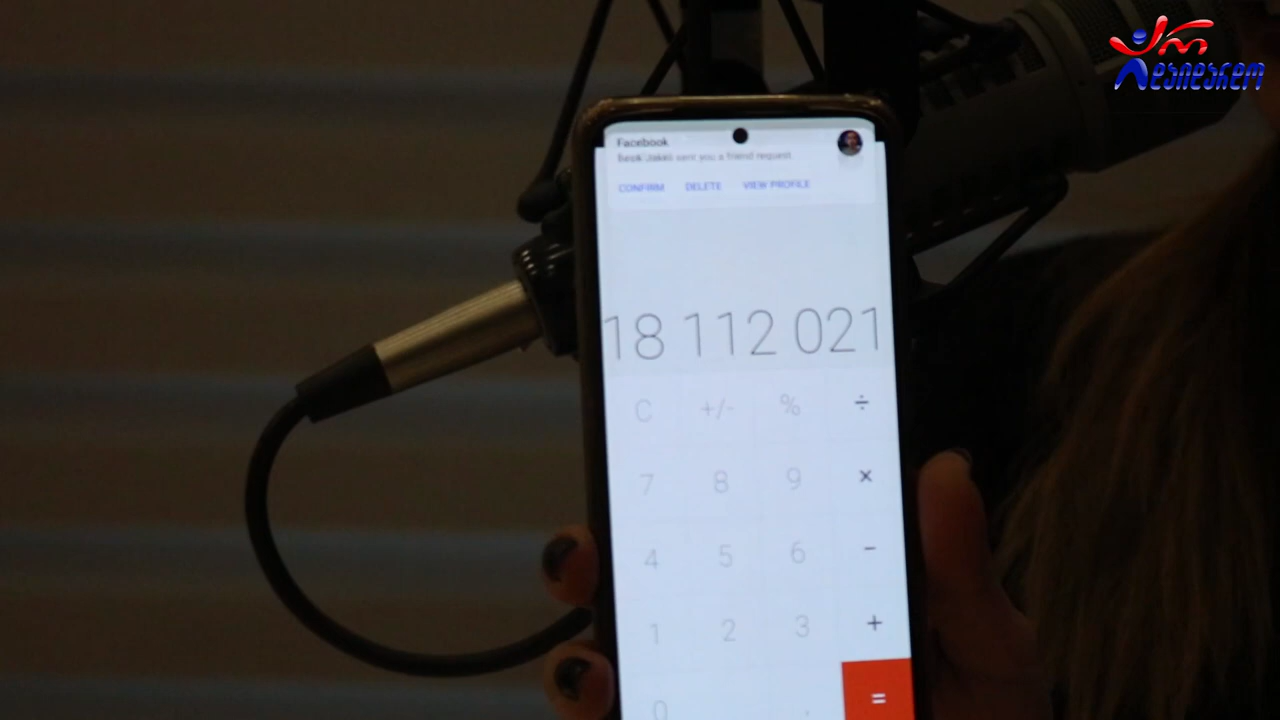 Facebook
sent you a friend request
CONFIRM DELETE VIEW PROFILE
18 112 021
C +/- % ÷
7 8 9 ×
4 5 6 −
1 2 3 +
0 , =